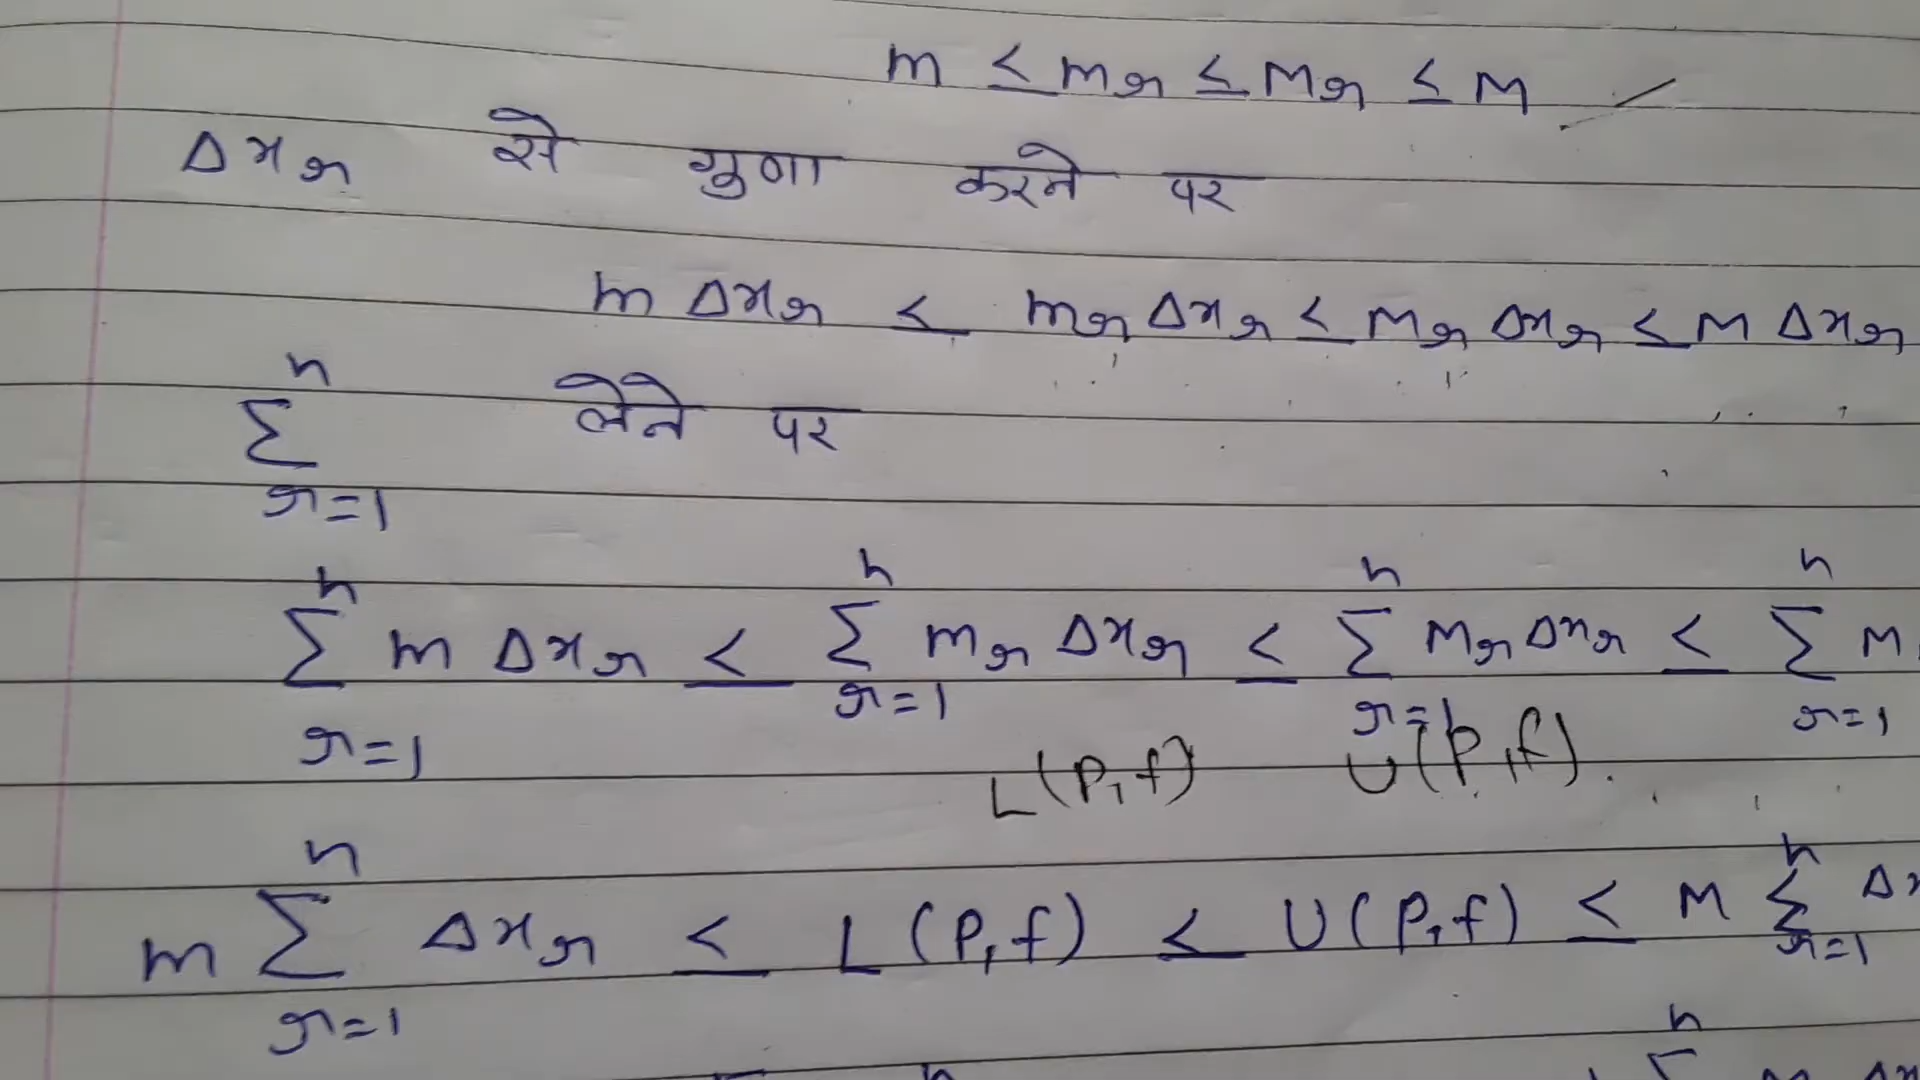 m ≤ mr ≤ Mr ≤ M
Δxr से गुणा करने पर
m Δxr ≤ mr Δxr ≤ Mr Δxr ≤ M Δxr
n
Σ लेने पर
r=1
n n n n
Σ m Δxr ≤ Σ mr Δxr ≤ Σ Mr Δxr ≤ Σ M
r=1 r=1 r=1 r=1
L(P,f) U(P,f).
n n
m Σ Δxr ≤ L(P,f) ≤ U(P,f) ≤ M Σ Δx
r=1 r=1
n